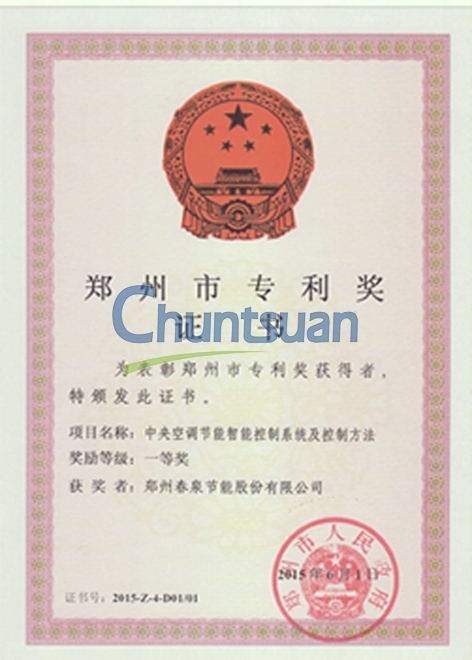 郑州市专利奖
证书
Chuntsuan
为表彰郑州市专利奖获得者，
特颁发此证书。
项目名称：中央空调节能智能控制系统及控制方法
奖励等级：一等奖
获奖者：郑州春泉节能股份有限公司
郑州市人民政府
2015年6月1日
证书号：2015-Z-4-D01/01